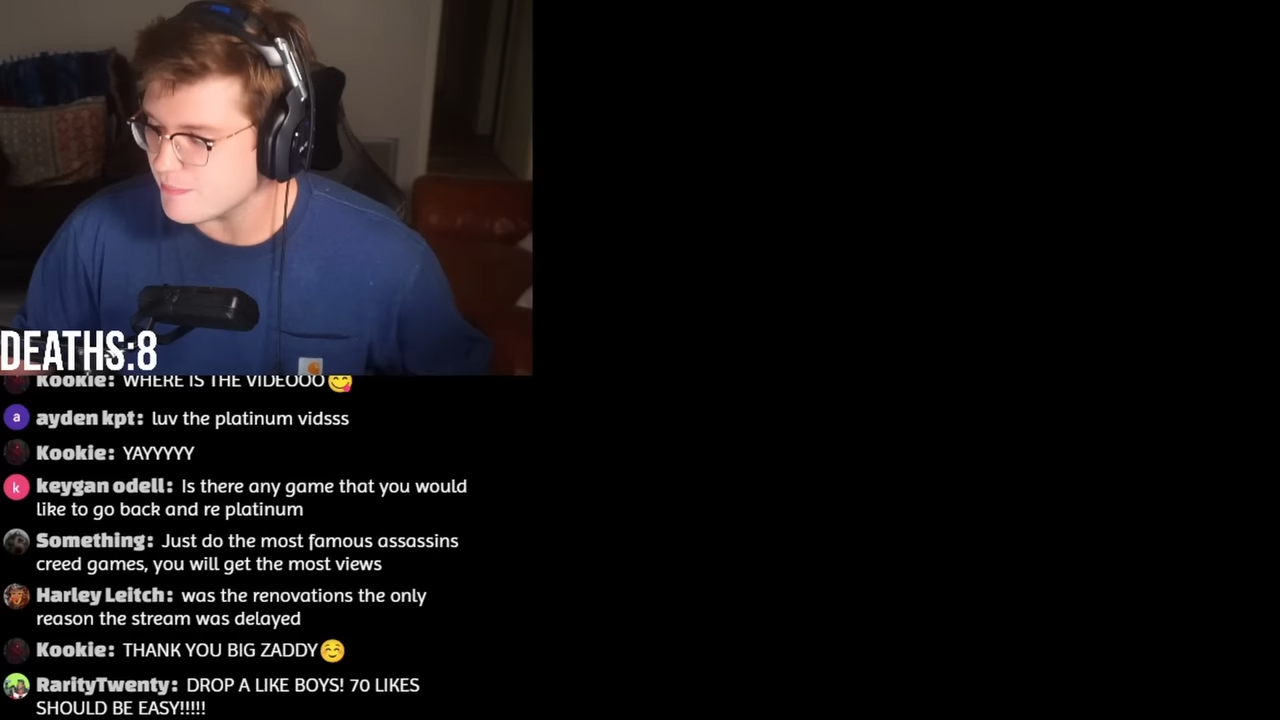 DEATHS:8
Kookie: WHERE IS THE VIDEOOO😋
a ayden kpt: luv the platinum vidsss
Kookie: YAYYYYY
k keygan odell: Is there any game that you would
like to go back and re platinum
Something: Just do the most famous assassins
creed games, you will get the most views
Harley Leitch: was the renovations the only
reason the stream was delayed
Kookie: THANK YOU BIG ZADDY☺️
RarityTwenty: DROP A LIKE BOYS! 70 LIKES
SHOULD BE EASY!!!!!